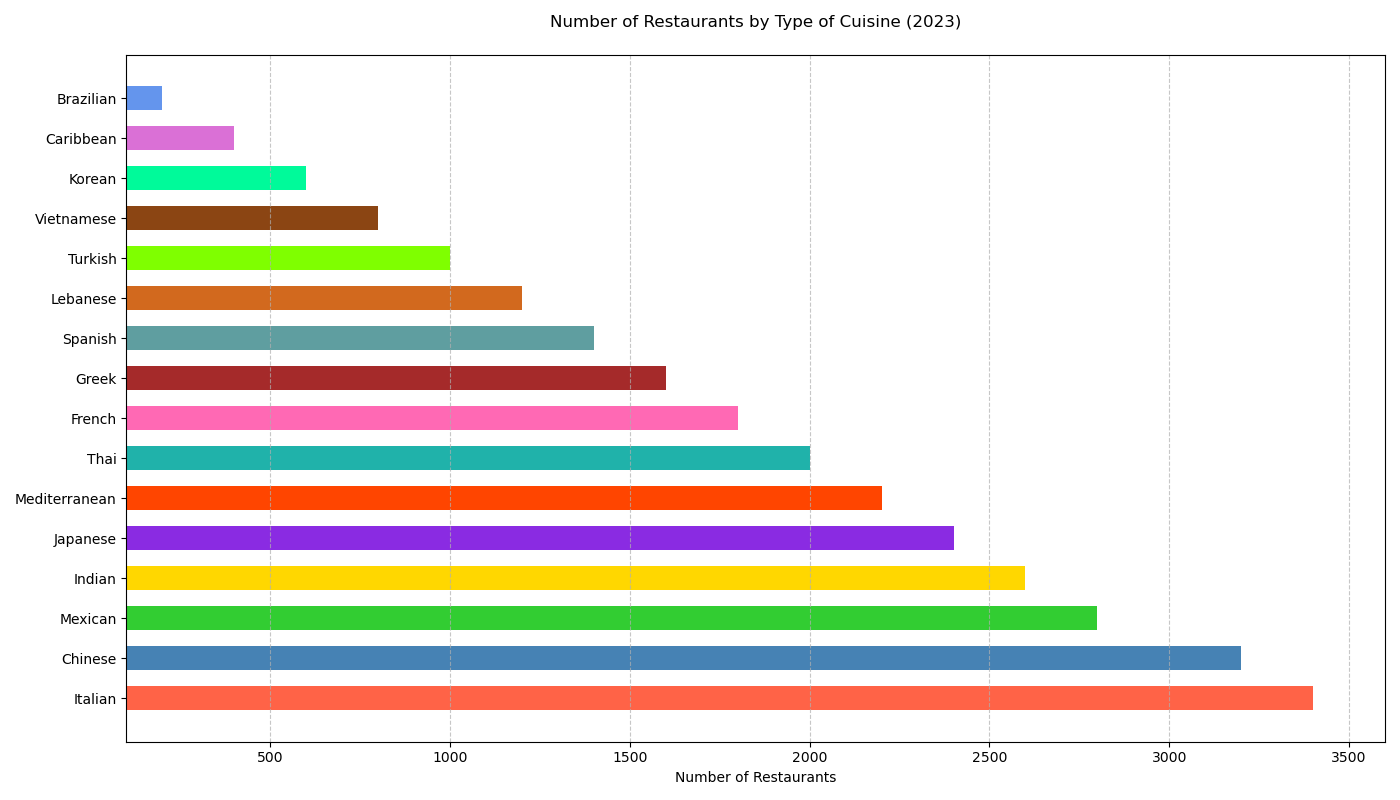 Number of Restaurants by Type of Cuisine (2023)
Brazilian
Caribbean
Korean
Vietnamese
Turkish
Lebanese
Spanish
Greek
French
Thai
Mediterranean
Japanese
Indian
Mexican
Chinese
Italian
500 1000 1500 2000 2500 3000 3500
Number of Restaurants